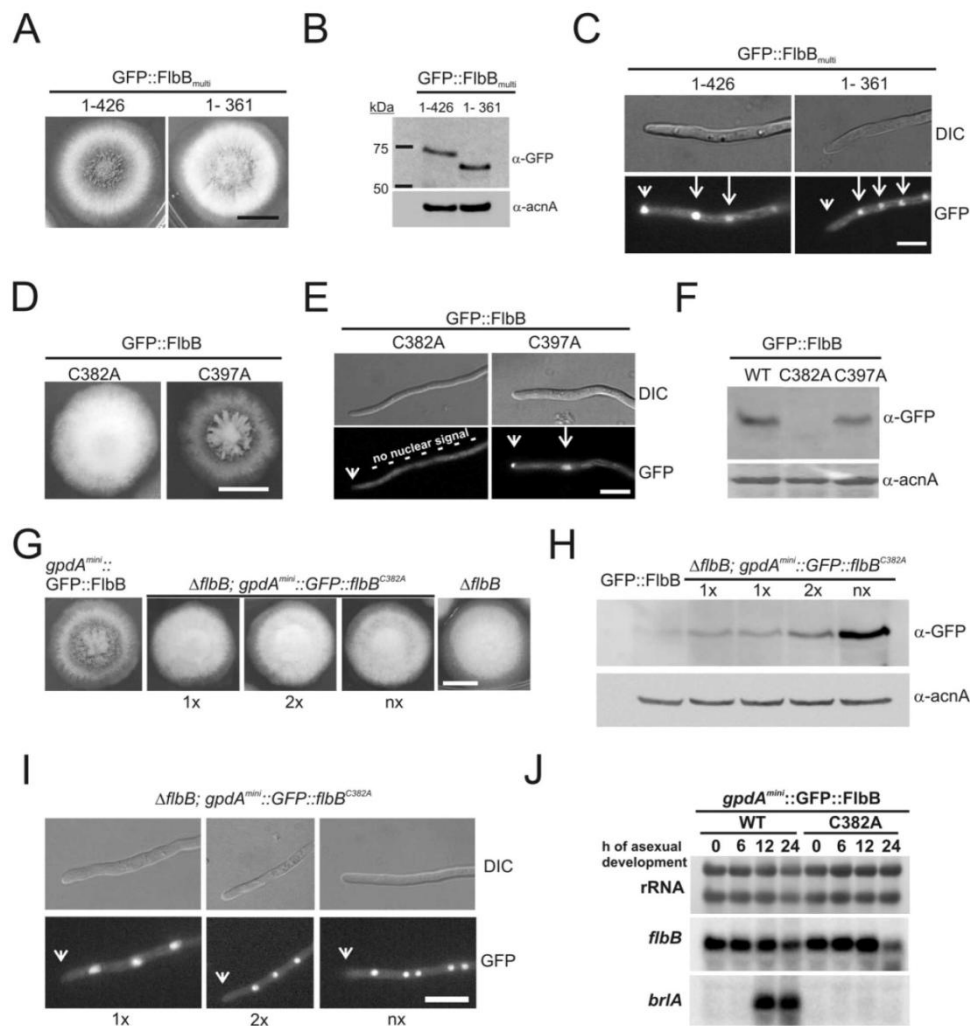 A
GFP::FlbBmulti
1-426 1-361
B
GFP::FlbBmulti
kDa 1-426 1- 361
75
50
α-GFP
α-acnA
C
GFP::FlbBmulti
1-426 1- 361
DIC
GFP
D
GFP::FlbB
C382A C397A
E
GFP::FlbB
C382A C397A
DIC
no nuclear signal
GFP
F
GFP::FlbB
WT C382A C397A
α-GFP
α-acnA
G
gpdAmini::
GFP::FlbB
ΔflbB; gpdAmini::GFP::flbBC382A
ΔflbB
1x 2x nx
H
ΔflbB; gpdAmini::GFP::flbBC382A
GFP::FlbB 1x 1x 2x nx
α-GFP
α-acnA
I
ΔflbB; gpdAmini::GFP::flbBC382A
DIC
GFP
1x 2x nx
J
gpdAmini::GFP::FlbB
WT C382A
h of asexual
development
0 6 12 24 0 6 12 24
rRNA
flbB
brlA